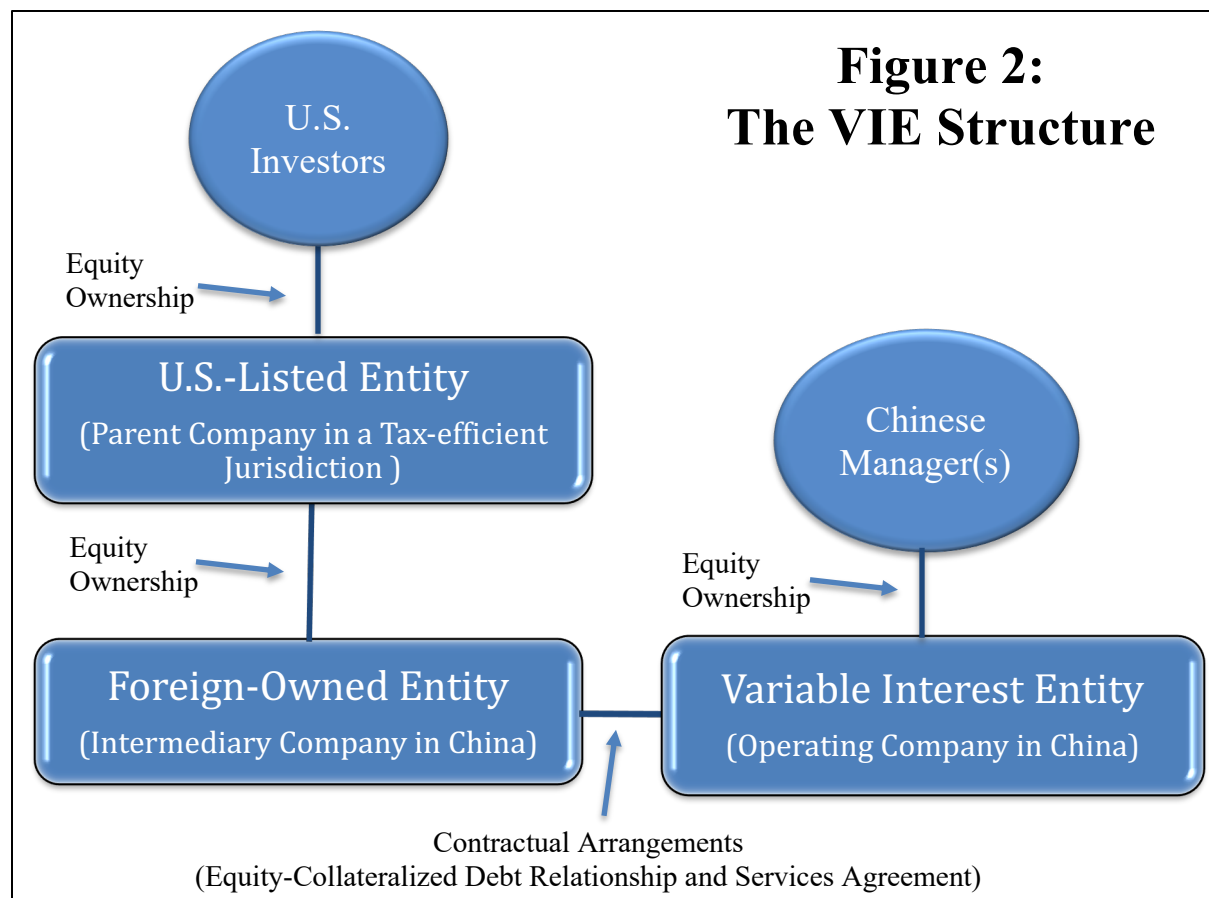 Figure 2:
The VIE Structure
U.S.
Investors
Equity
Ownership
U.S.-Listed Entity
(Parent Company in a Tax-efficient
Jurisdiction )
Chinese
Manager(s)
Equity
Ownership
Equity
Ownership
Foreign-Owned Entity
(Intermediary Company in China)
Variable Interest Entity
(Operating Company in China)
Contractual Arrangements
(Equity-Collateralized Debt Relationship and Services Agreement)